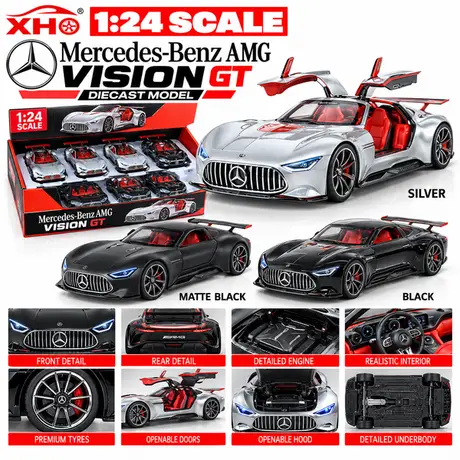 XHO® 1:24 SCALE
Mercedes-Benz AMG
VISION GT
DIECAST MODEL
1:24
SCALE
Mercedes-Benz AMG
VISION GT
SILVER
MATTE BLACK
BLACK
FRONT DETAIL
REAR DETAIL
DETAILED ENGINE
REALISTIC INTERIOR
PREMIUM TYRES
OPENABLE DOORS
OPENABLE HOOD
DETAILED UNDERBODY